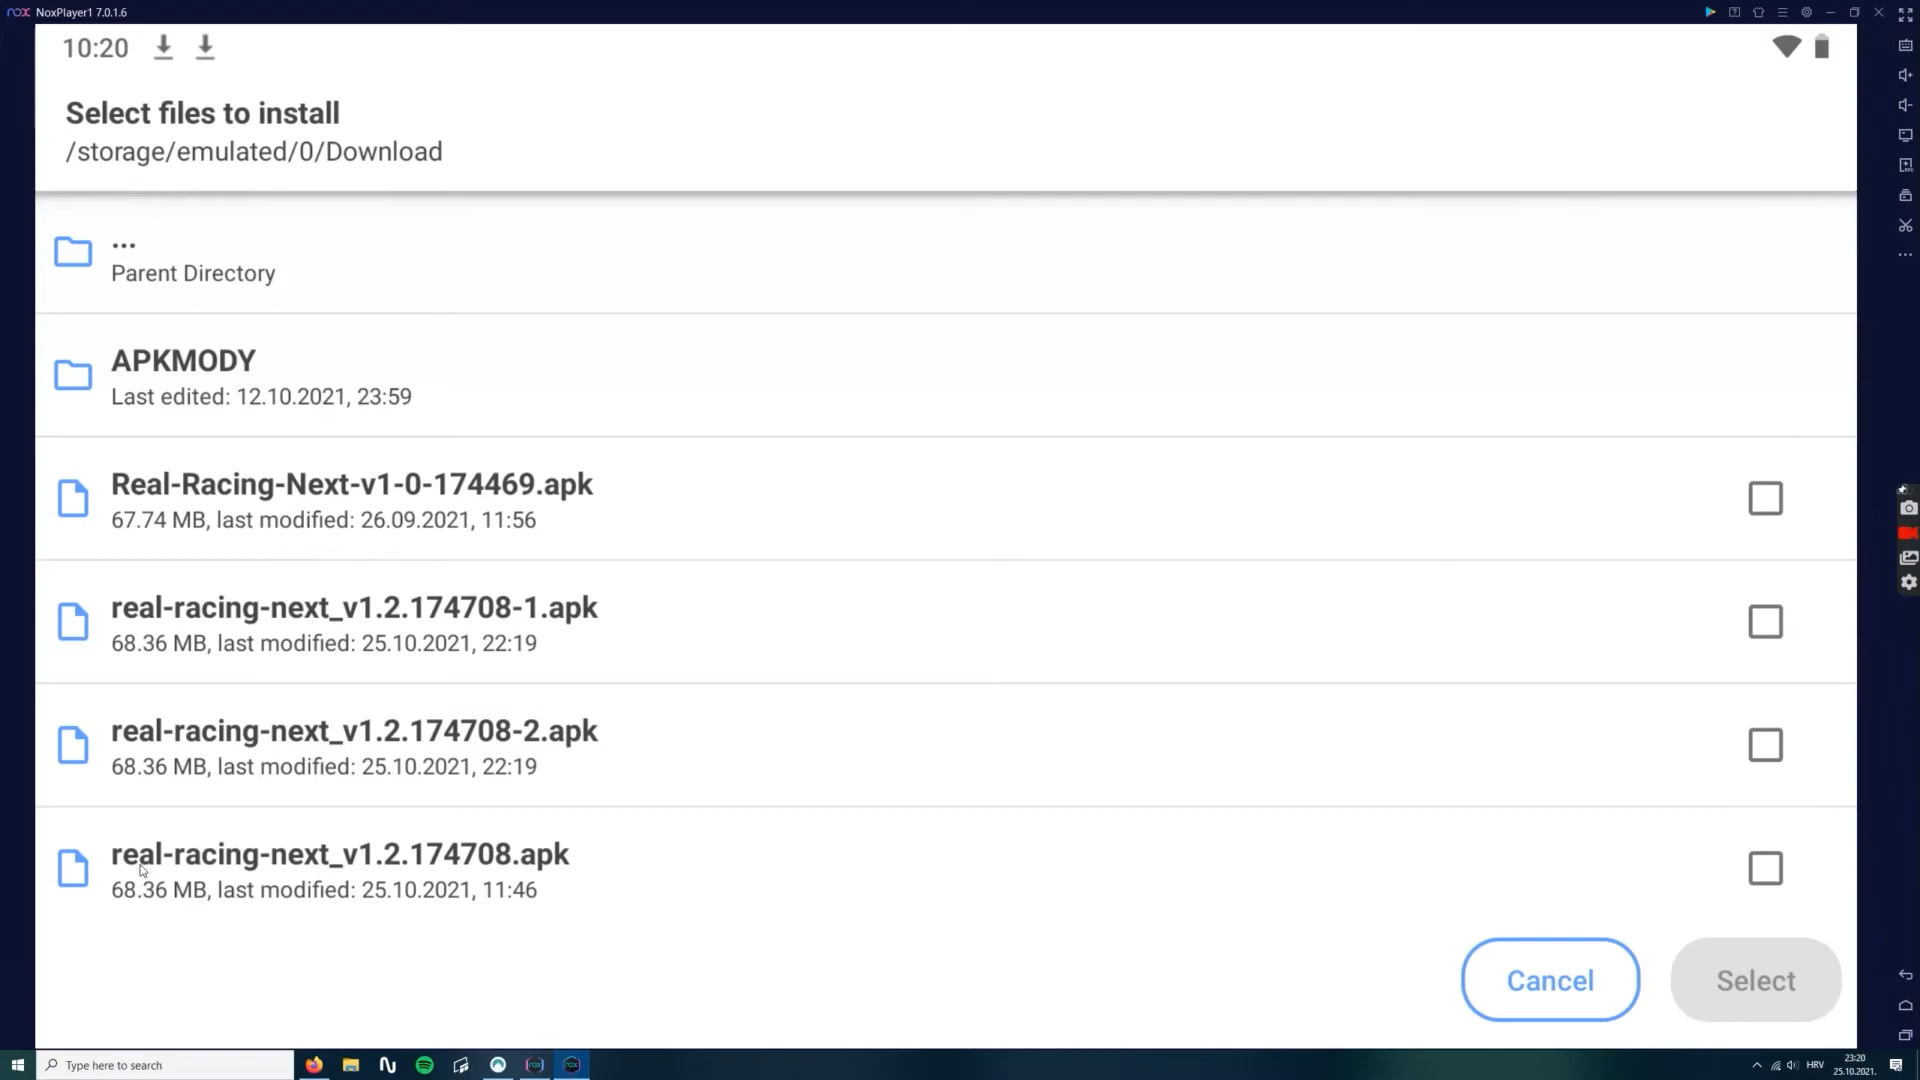 nox NoxPlayer1 7.0.1.6
10:20
Select files to install
/storage/emulated/0/Download
...
Parent Directory
APKMODY
Last edited: 12.10.2021, 23:59
Real-Racing-Next-v1-0-174469.apk
67.74 MB, last modified: 26.09.2021, 11:56
real-racing-next_v1.2.174708-1.apk
68.36 MB, last modified: 25.10.2021, 22:19
real-racing-next_v1.2.174708-2.apk
68.36 MB, last modified: 25.10.2021, 22:19
real-racing-next_v1.2.174708.apk
68.36 MB, last modified: 25.10.2021, 11:46
Cancel
Select
Type here to search
nox
nox
HRV
23:20
25.10.2021.